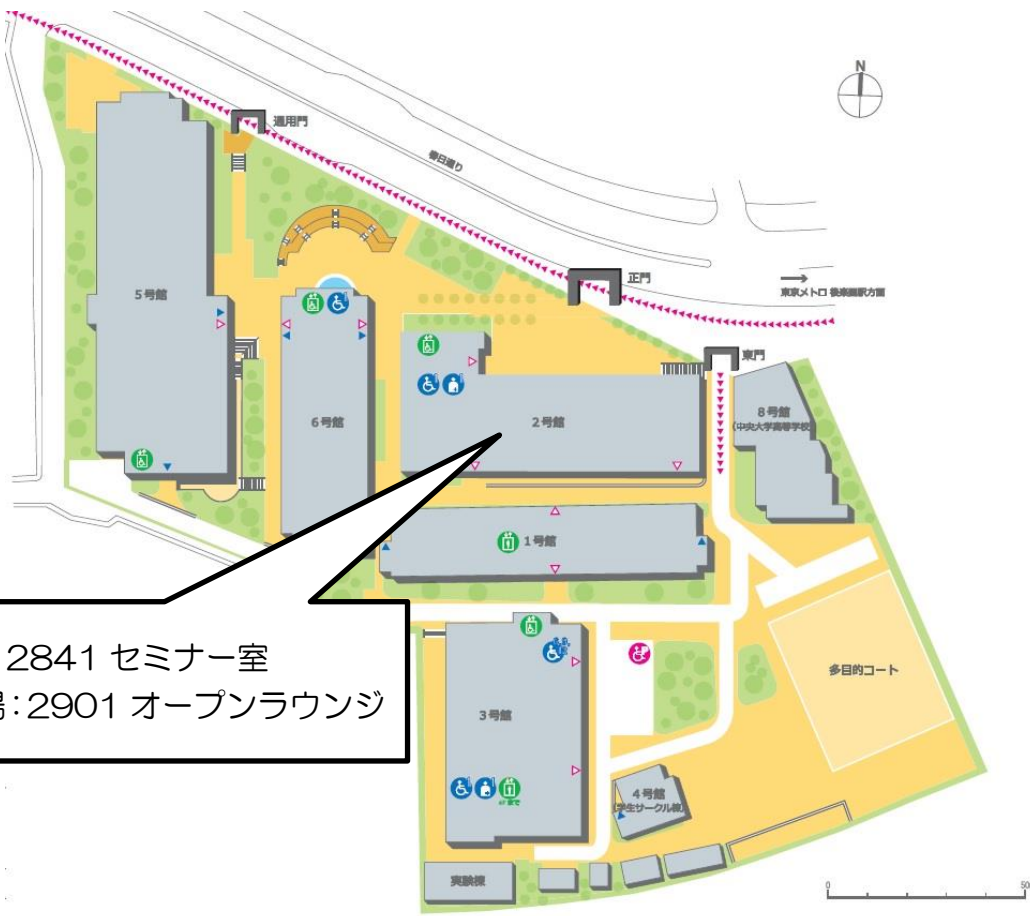 N
通用門
春日通り
正門
東京メトロ 後楽園駅方面
東門
5号館
6号館
2号館
8号館
(中央大学高等学校)
1号館
2841 セミナー室
場:2901 オープンラウンジ
多目的コート
3号館
4号館
(学生サークル棟)
実験棟
0
50